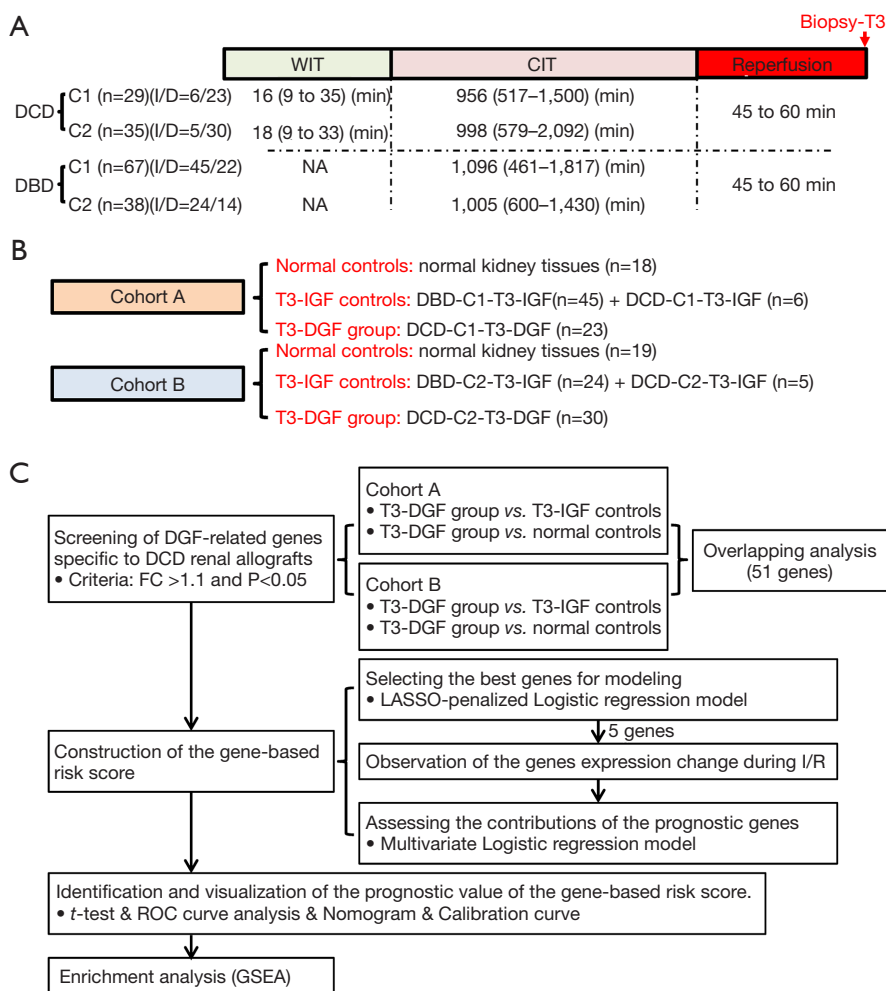 A
Biopsy-T3
WIT CIT Reperfusion
DCD
C1 (n=29)(I/D=6/23) 16 (9 to 35) (min) 956 (517–1,500) (min)
C2 (n=35)(I/D=5/30) 18 (9 to 33) (min) 998 (579–2,092) (min)
45 to 60 min
DBD
C1 (n=67)(I/D=45/22) NA 1,096 (461–1,817) (min)
C2 (n=38)(I/D=24/14) NA 1,005 (600–1,430) (min)
45 to 60 min
B
Cohort A
Normal controls: normal kidney tissues (n=18)
T3-IGF controls: DBD-C1-T3-IGF(n=45) + DCD-C1-T3-IGF (n=6)
T3-DGF group: DCD-C1-T3-DGF (n=23)
Cohort B
Normal controls: normal kidney tissues (n=19)
T3-IGF controls: DBD-C2-T3-IGF (n=24) + DCD-C2-T3-IGF (n=5)
T3-DGF group: DCD-C2-T3-DGF (n=30)
C
Screening of DGF-related genes
specific to DCD renal allografts
• Criteria: FC >1.1 and P<0.05
Cohort A
• T3-DGF group vs. T3-IGF controls
• T3-DGF group vs. normal controls
Cohort B
• T3-DGF group vs. T3-IGF controls
• T3-DGF group vs. normal controls
Overlapping analysis
(51 genes)
Construction of the gene-based
risk score
Selecting the best genes for modeling
• LASSO-penalized Logistic regression model
5 genes
Observation of the genes expression change during I/R
Assessing the contributions of the prognostic genes
• Multivariate Logistic regression model
Identification and visualization of the prognostic value of the gene-based risk score.
• t-test & ROC curve analysis & Nomogram & Calibration curve
Enrichment analysis (GSEA)